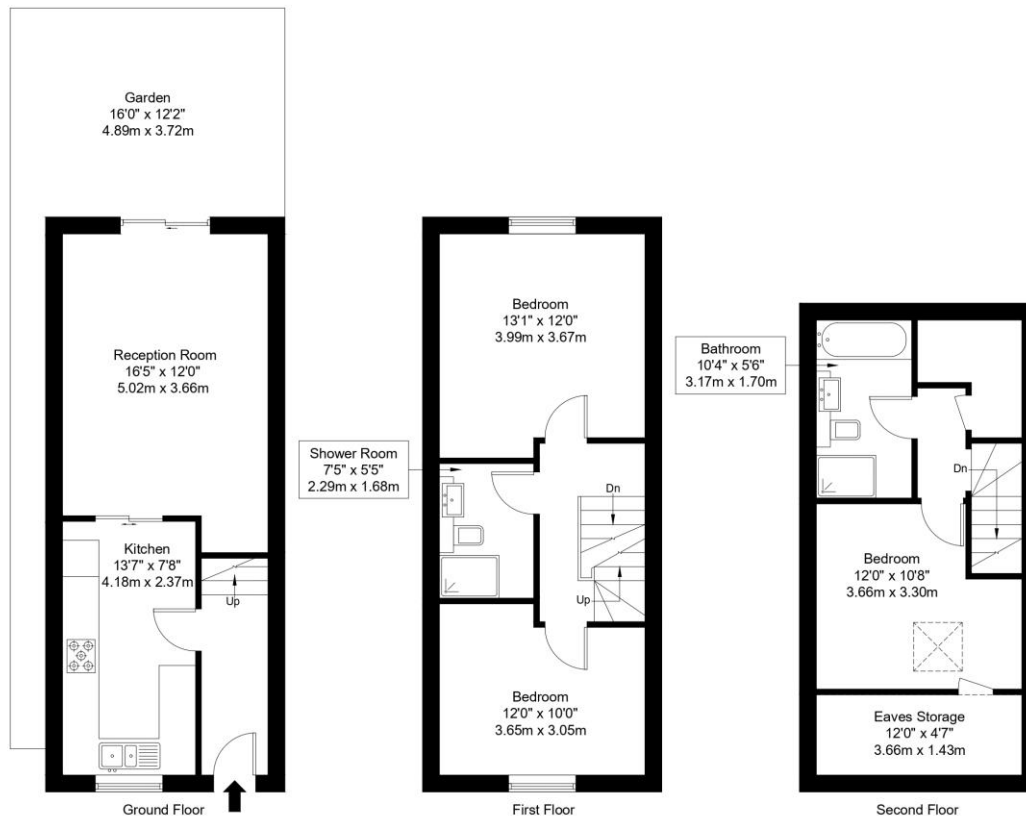 Garden
16'0" x 12'2"
4.89m x 3.72m
Reception Room
16'5" x 12'0"
5.02m x 3.66m
Kitchen
13'7" x 7'8"
4.18m x 2.37m
Up
Ground Floor
Bedroom
13'1" x 12'0"
3.99m x 3.67m
Shower Room
7'5" x 5'5"
2.29m x 1.68m
Dn
Up
Bedroom
12'0" x 10'0"
3.65m x 3.05m
First Floor
Bathroom
10'4" x 5'6"
3.17m x 1.70m
Dn
Bedroom
12'0" x 10'8"
3.66m x 3.30m
Eaves Storage
12'0" x 4'7"
3.66m x 1.43m
Second Floor